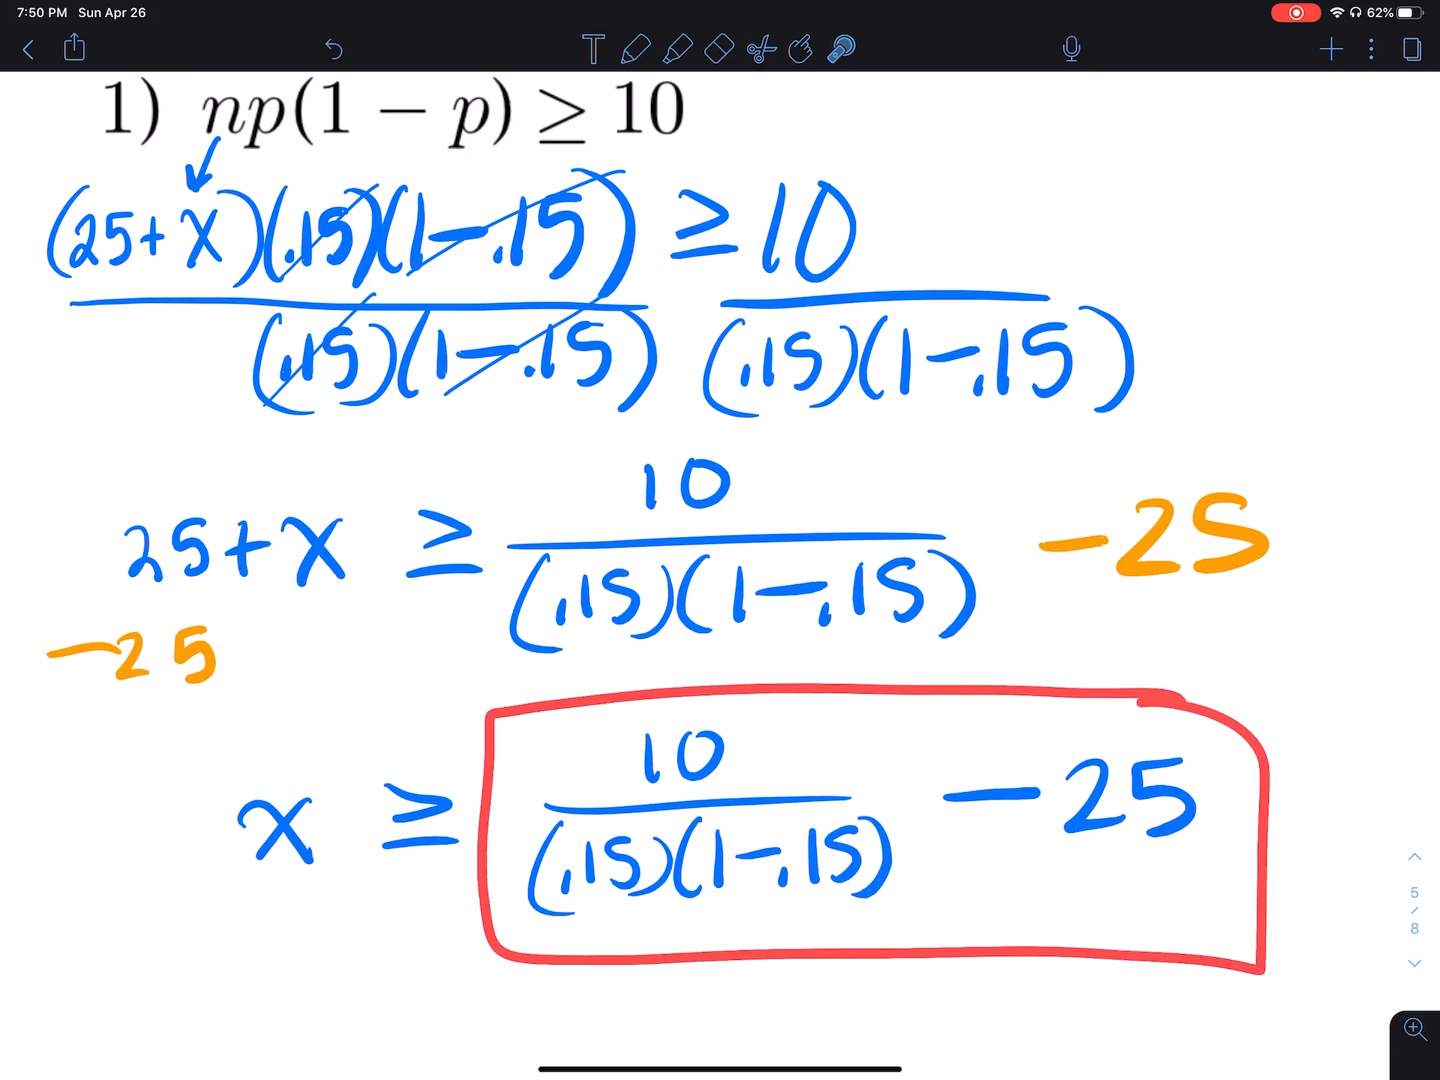 7:50 PM Sun Apr 26 62%
1) np(1 − p) ≥ 10
(25+x)(.15)(1−.15) ≥ 10
(.15)(1−.15) (.15)(1−.15)
10
25+x ≥ −25
(.15)(1−.15)
−25
10
x ≥ −25
(.15)(1−.15)
5
/
8